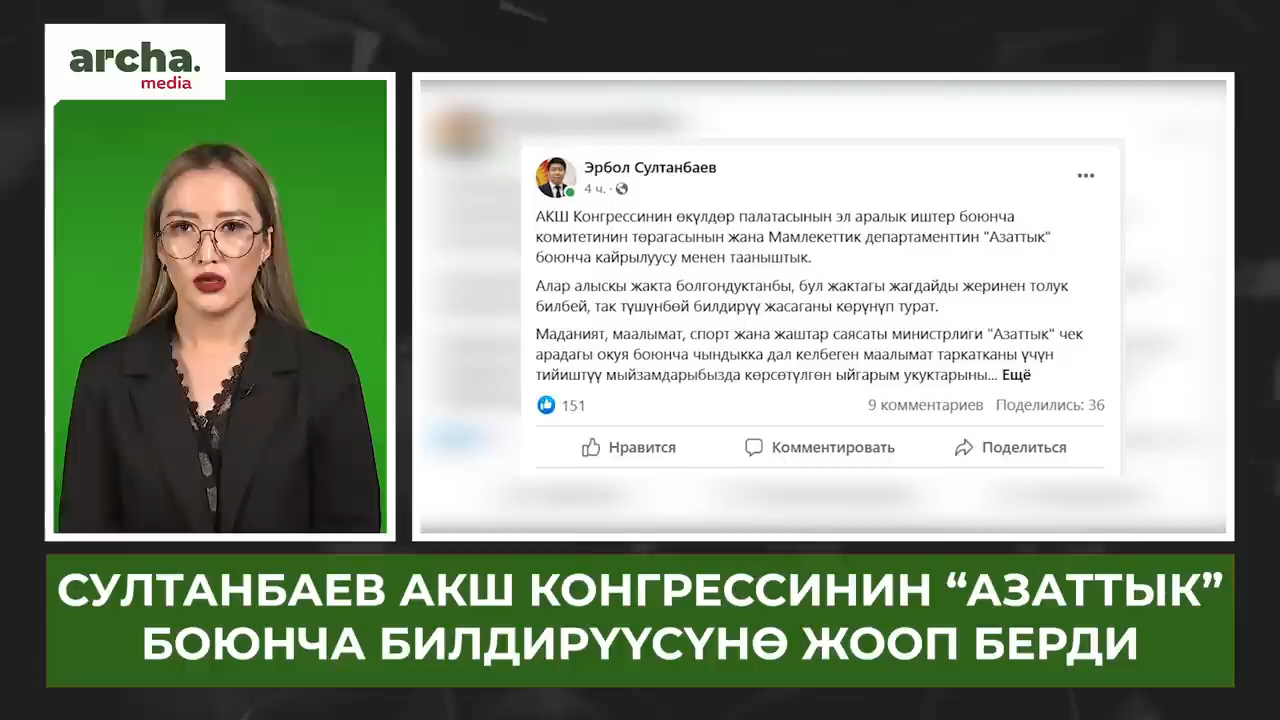 archa.
media
Эрбол Султанбаев
4 ч. ·
АКШ Конгрессинин өкүлдөр палатасынын эл аралык иштер боюнча
комитетинин төрагасынын жана Мамлекеттик департаменттин "Азаттык"
боюнча кайрылуусу менен тааныштык.
Алар алыскы жакта болгондуктанбы, бул жактагы жагдайды жеринен толук
билбей, так түшүнбөй билдирүү жасаганы көрүнүп турат.
Маданият, маалымат, спорт жана жаштар саясаты министрлиги "Азаттык" чек
арадагы окуя боюнча чындыкка дал келбеген маалымат таркатканы үчүн
тийиштүү мыйзамдарыбызда көрсөтүлгөн ыйгарым укуктарыны... Ещё
151
9 комментариев Поделились: 36
Нравится Комментировать Поделиться
СУЛТАНБАЕВ АКШ КОНГРЕССИНИН “АЗАТТЫК”
БОЮНЧА БИЛДИРҮҮСҮНӨ ЖООП БЕРДИ